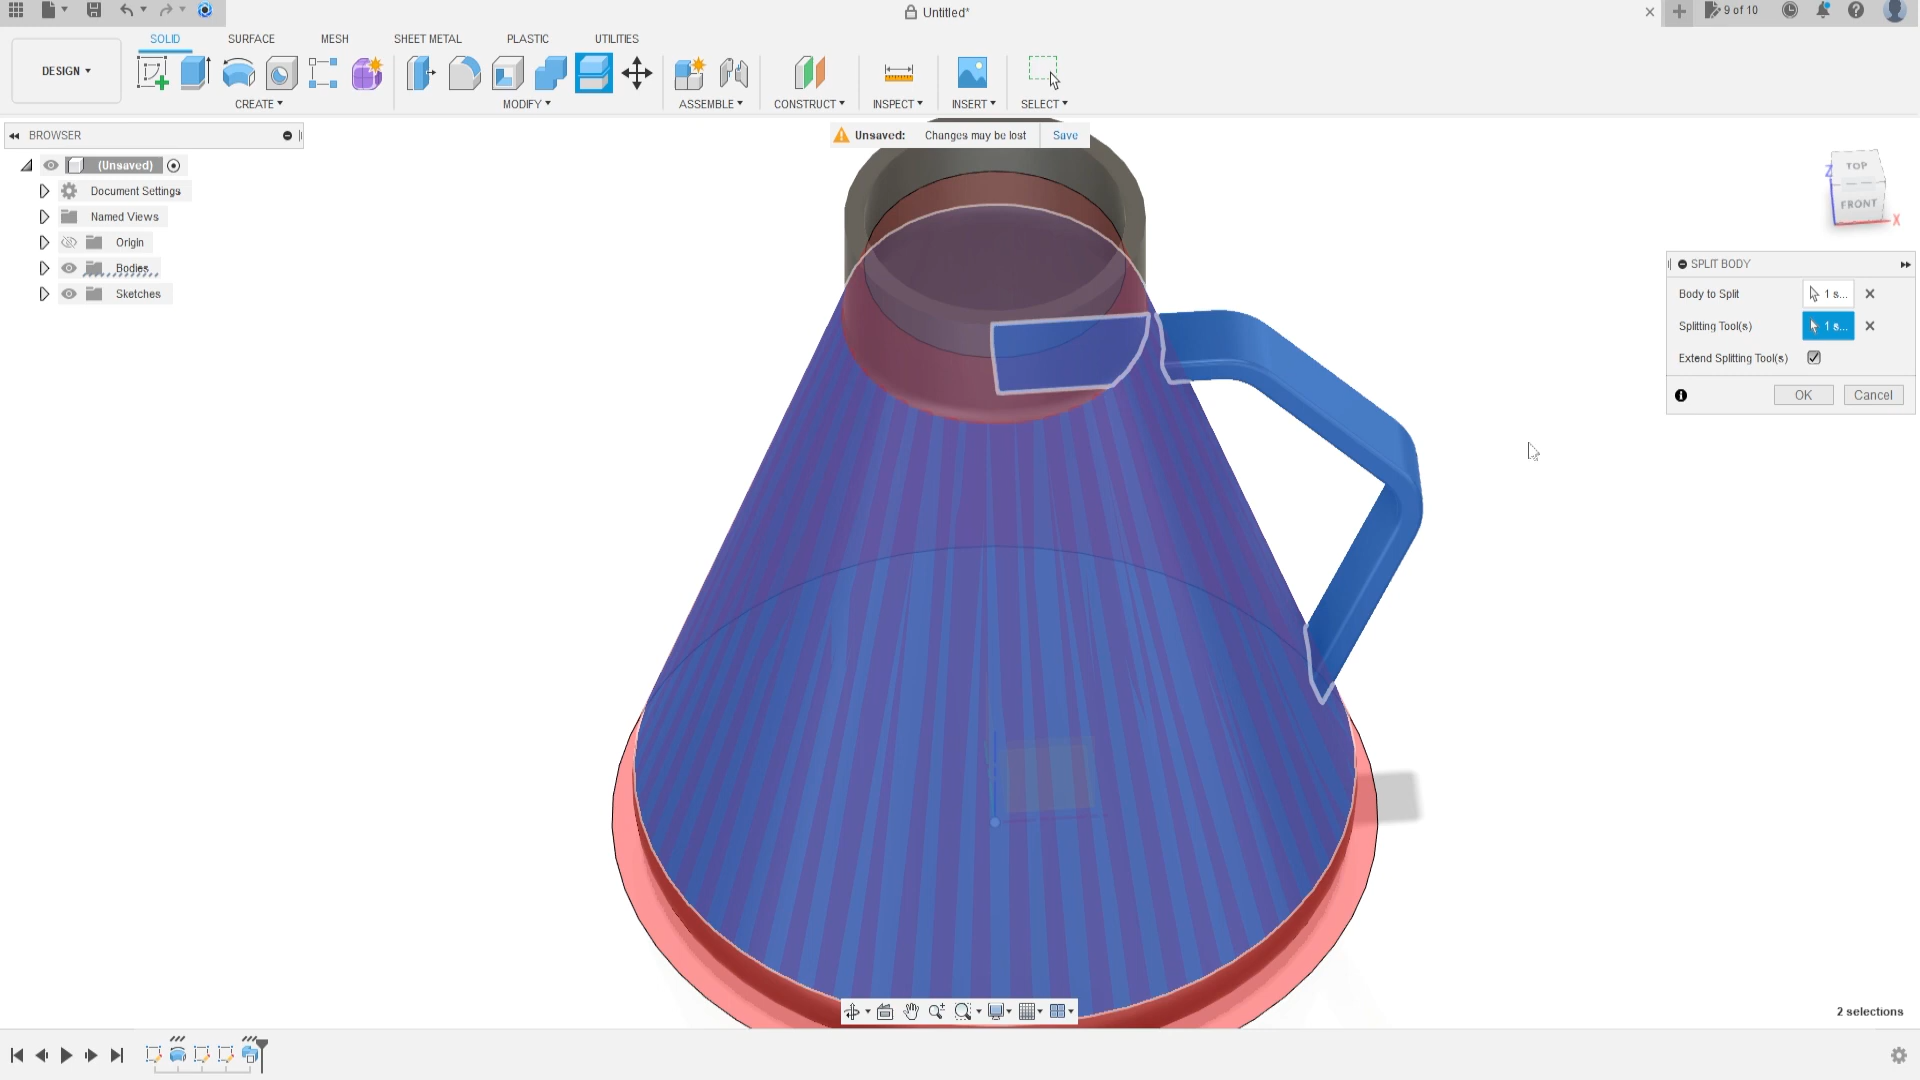 Untitled*
9 of 10
DESIGN
SOLID SURFACE MESH SHEET METAL PLASTIC UTILITIES
CREATE MODIFY ASSEMBLE CONSTRUCT INSPECT INSERT SELECT
BROWSER
Unsaved: Changes may be lost Save
(Unsaved)
Document Settings
Named Views
Origin
Bodies
Sketches
TOP
FRONT
Z
X
SPLIT BODY
Body to Split 1 s...
Splitting Tool(s) 1 s...
Extend Splitting Tool(s)
OK Cancel
2 selections